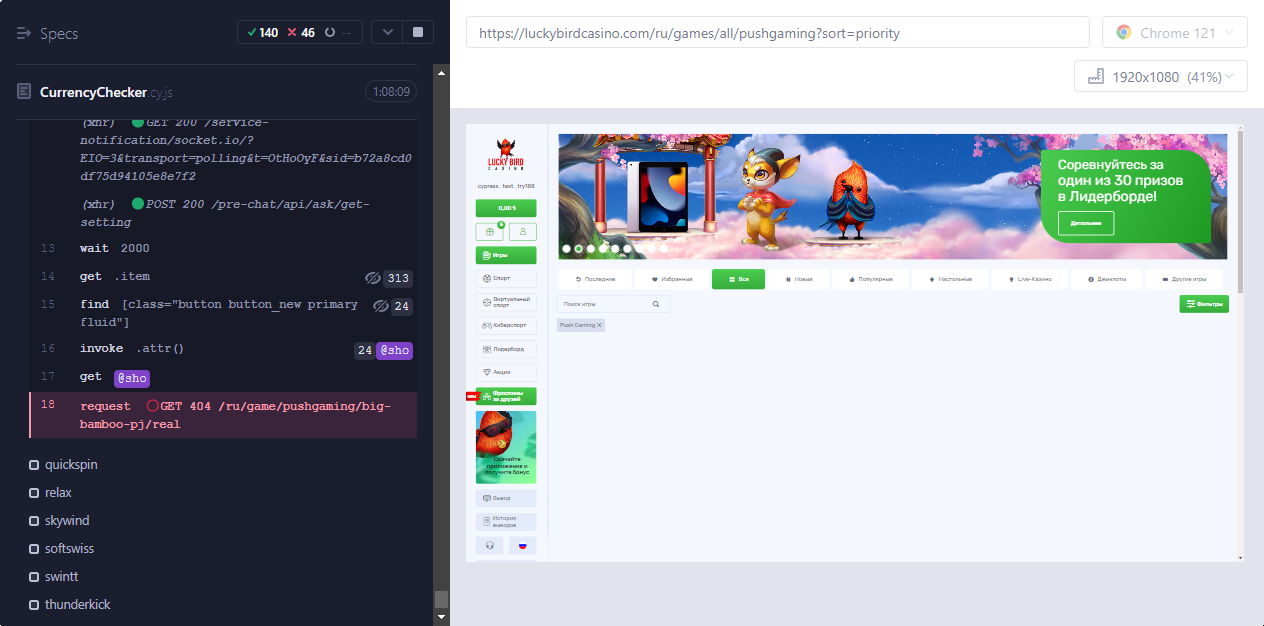 Specs
140
46
--
CurrencyChecker.cy.js
1:08:09
(xhr) GET 200 /service-
notification/socket.io/?
EIO=3&transport=polling&t=OtHoOyF&sid=b72a8cd0
df75d94105e8e7f2
(xhr) POST 200 /pre-chat/api/ask/get-
setting
13 wait 2000
14 get .item 313
15 find [class="button button_new primary 24
fluid"]
16 invoke .attr() 24 @sho
17 get @sho
18 request GET 404 /ru/game/pushgaming/big-
bamboo-pj/real
quickspin
relax
skywind
softswiss
swintt
thunderkick
https://luckybirdcasino.com/ru/games/all/pushgaming?sort=priority
Chrome 121
1920x1080 (41%)
LUCKY BIRD
CASINO
cypress_test_try188
0,00 $
Игры
Спорт
Виртуальный
спорт
Киберспорт
Лидерборд
Акции
Фриспины
за друзей
Скачайте
приложение и
получите бонус
Вывод
История
выводов
Соревнуйтесь за
один из 30 призов
в Лидерборде!
Детальнее
Последние
Избранные
Все
Новые
Популярные
Настольные
Live-Казино
Джекпоты
Другие игры
Поиск игры
Фильтры
Push Gaming ×